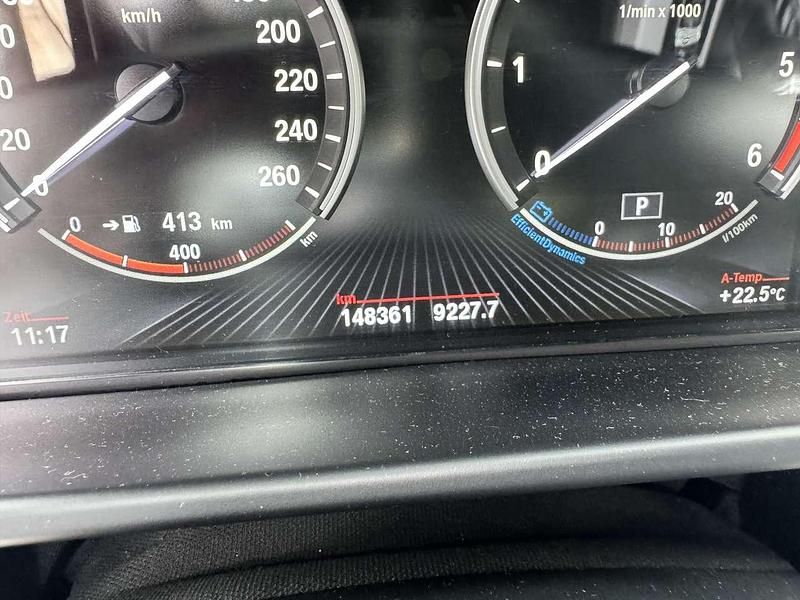 km/h
200
220
240
260
20
0
0
413 km
400
km
1/min x 1000
1
5
0
6
P
0
10
20
l/100km
EfficientDynamics
Zeit
11:17
km
148361 9227.7
A-Temp
+22.5°C